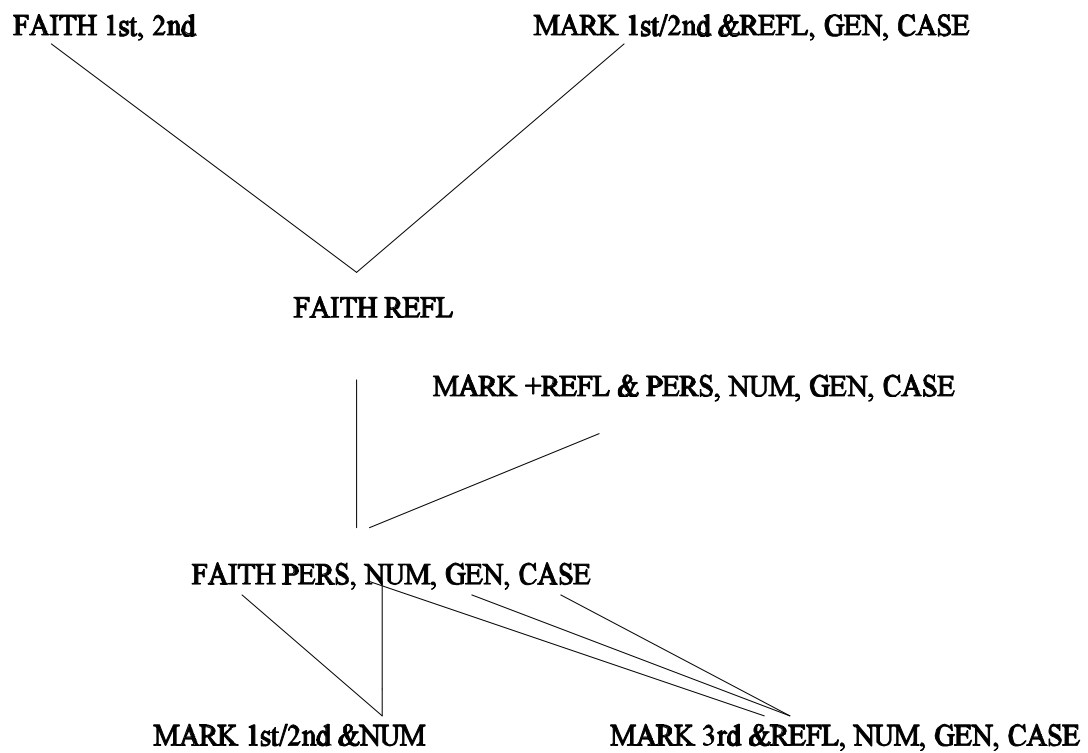 FAITH 1st, 2nd
MARK 1st/2nd &REFL, GEN, CASE
FAITH REFL
MARK +REFL & PERS, NUM, GEN, CASE
FAITH PERS, NUM, GEN, CASE
MARK 1st/2nd &NUM
MARK 3rd &REFL, NUM, GEN, CASE